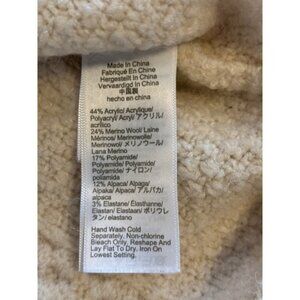 Made In China
Fabriqué En Chine
Hergestellt In China
Vervaardigd In China
中国製
hecho en china
44% Acrylic/ Acrylique/
Polyacryl/ Acryl/ アクリル/
acrílico
24% Merino Wool/ Laine
Mérinos/ Merinowolle/
Merinowol/ メリノウール/
Lana Merino
17% Polyamide/
Polyamide/ Polyamid/
Polyamide/ ナイロン/
poliamida
12% Alpaca/ Alpaga/
Alpaka/ Alpaca/ アルパカ/
alpaca
3% Elastane/ Élasthanne/
Elastan/ Elastaan/ ポリウレ
タン/ elastano
Hand Wash Cold
Separately. Non-chlorine
Bleach Only. Reshape And
Lay Flat To Dry. Iron On
Lowest Setting.